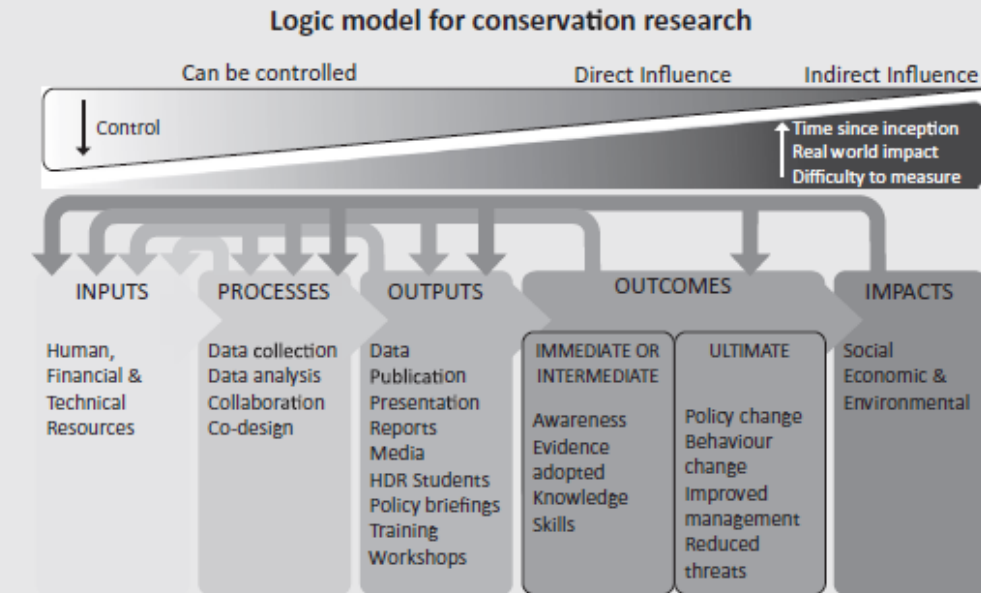 Logic model for conservation research
Can be controlled
Direct Influence
Indirect Influence
Control
Time since inception
Real world impact
Difficulty to measure
INPUTS
Human,
Financial &
Technical
Resources
PROCESSES
Data collection
Data analysis
Collaboration
Co-design
OUTPUTS
Data
Publication
Presentation
Reports
Media
HDR Students
Policy briefings
Training
Workshops
OUTCOMES
IMMEDIATE OR
INTERMEDIATE
Awareness
Evidence
adopted
Knowledge
Skills
ULTIMATE
Policy change
Behaviour
change
Improved
management
Reduced
threats
IMPACTS
Social
Economic &
Environmental